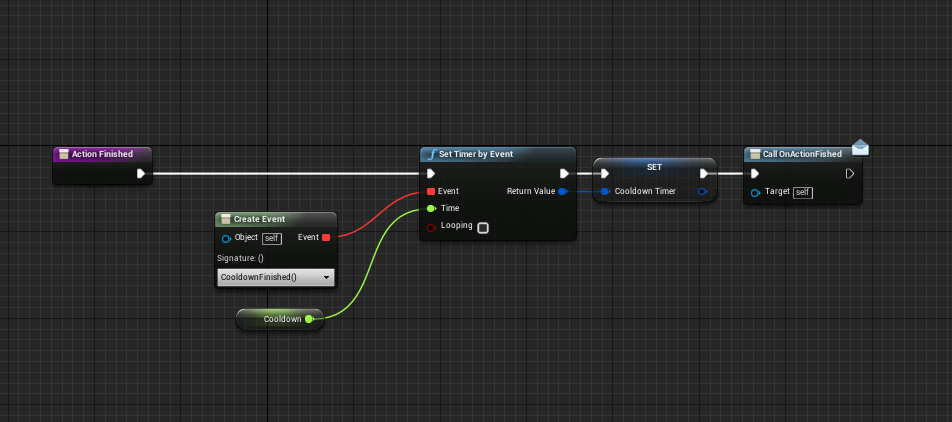 Action Finished
Set Timer by Event
Event
Return Value
Time
Looping
SET
Cooldown Timer
Call OnActionFished
Target self
Create Event
Object self Event
Signature: ()
CooldownFinished()
Cooldown